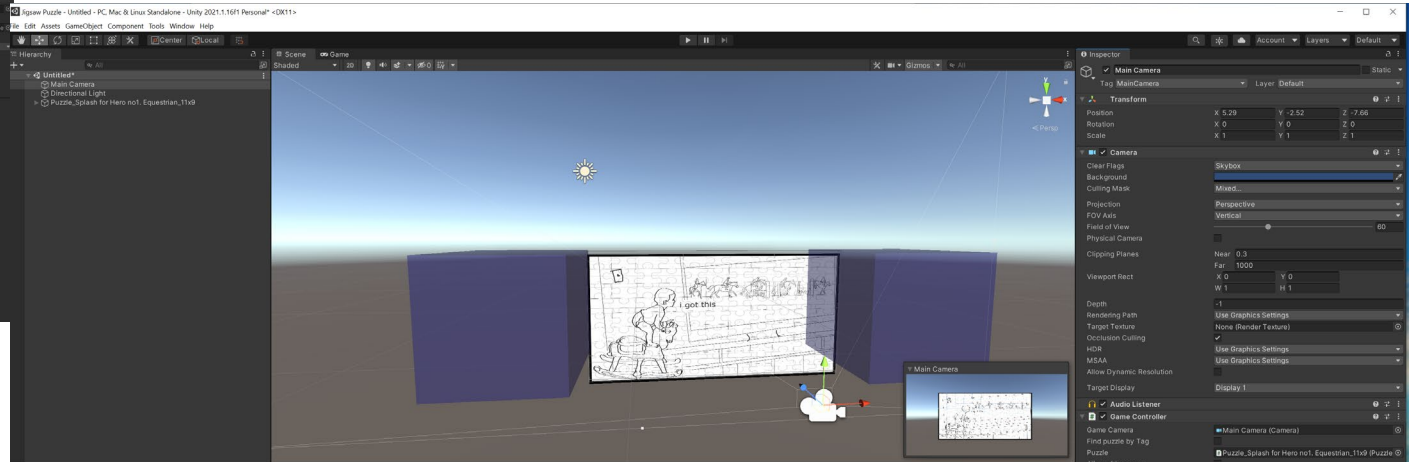 Jigsaw Puzzle - Untitled - PC, Mac & Linux Standalone - Unity 2021.1.16f1 Personal* <DX11>
File Edit Assets GameObject Component Tools Window Help
Center Local
Account Layers Default
Hierarchy
All
Untitled*
Main Camera
Directional Light
Puzzle_Splash for Hero no1. Equestrian_11x9
Scene Game
Shaded 2D 0 Gizmos All
y
x
Persp
i got this
Main Camera
Inspector
Main Camera Static
Tag MainCamera Layer Default
Transform
Position X 5.29 Y -2.52 Z -7.66
Rotation X 0 Y 0 Z 0
Scale X 1 Y 1 Z 1
Camera
Clear Flags Skybox
Background
Culling Mask Mixed...
Projection Perspective
FOV Axis Vertical
Field of View 60
Physical Camera
Clipping Planes Near 0.3
Far 1000
Viewport Rect X 0 Y 0
W 1 H 1
Depth -1
Rendering Path Use Graphics Settings
Target Texture None (Render Texture)
Occlusion Culling
HDR Use Graphics Settings
MSAA Use Graphics Settings
Allow Dynamic Resolution
Target Display Display 1
Audio Listener
Game Controller
Game Camera Main Camera (Camera)
Find puzzle by Tag
Puzzle Puzzle_Splash for Hero no1. Equestrian_11x9 (Puzzle